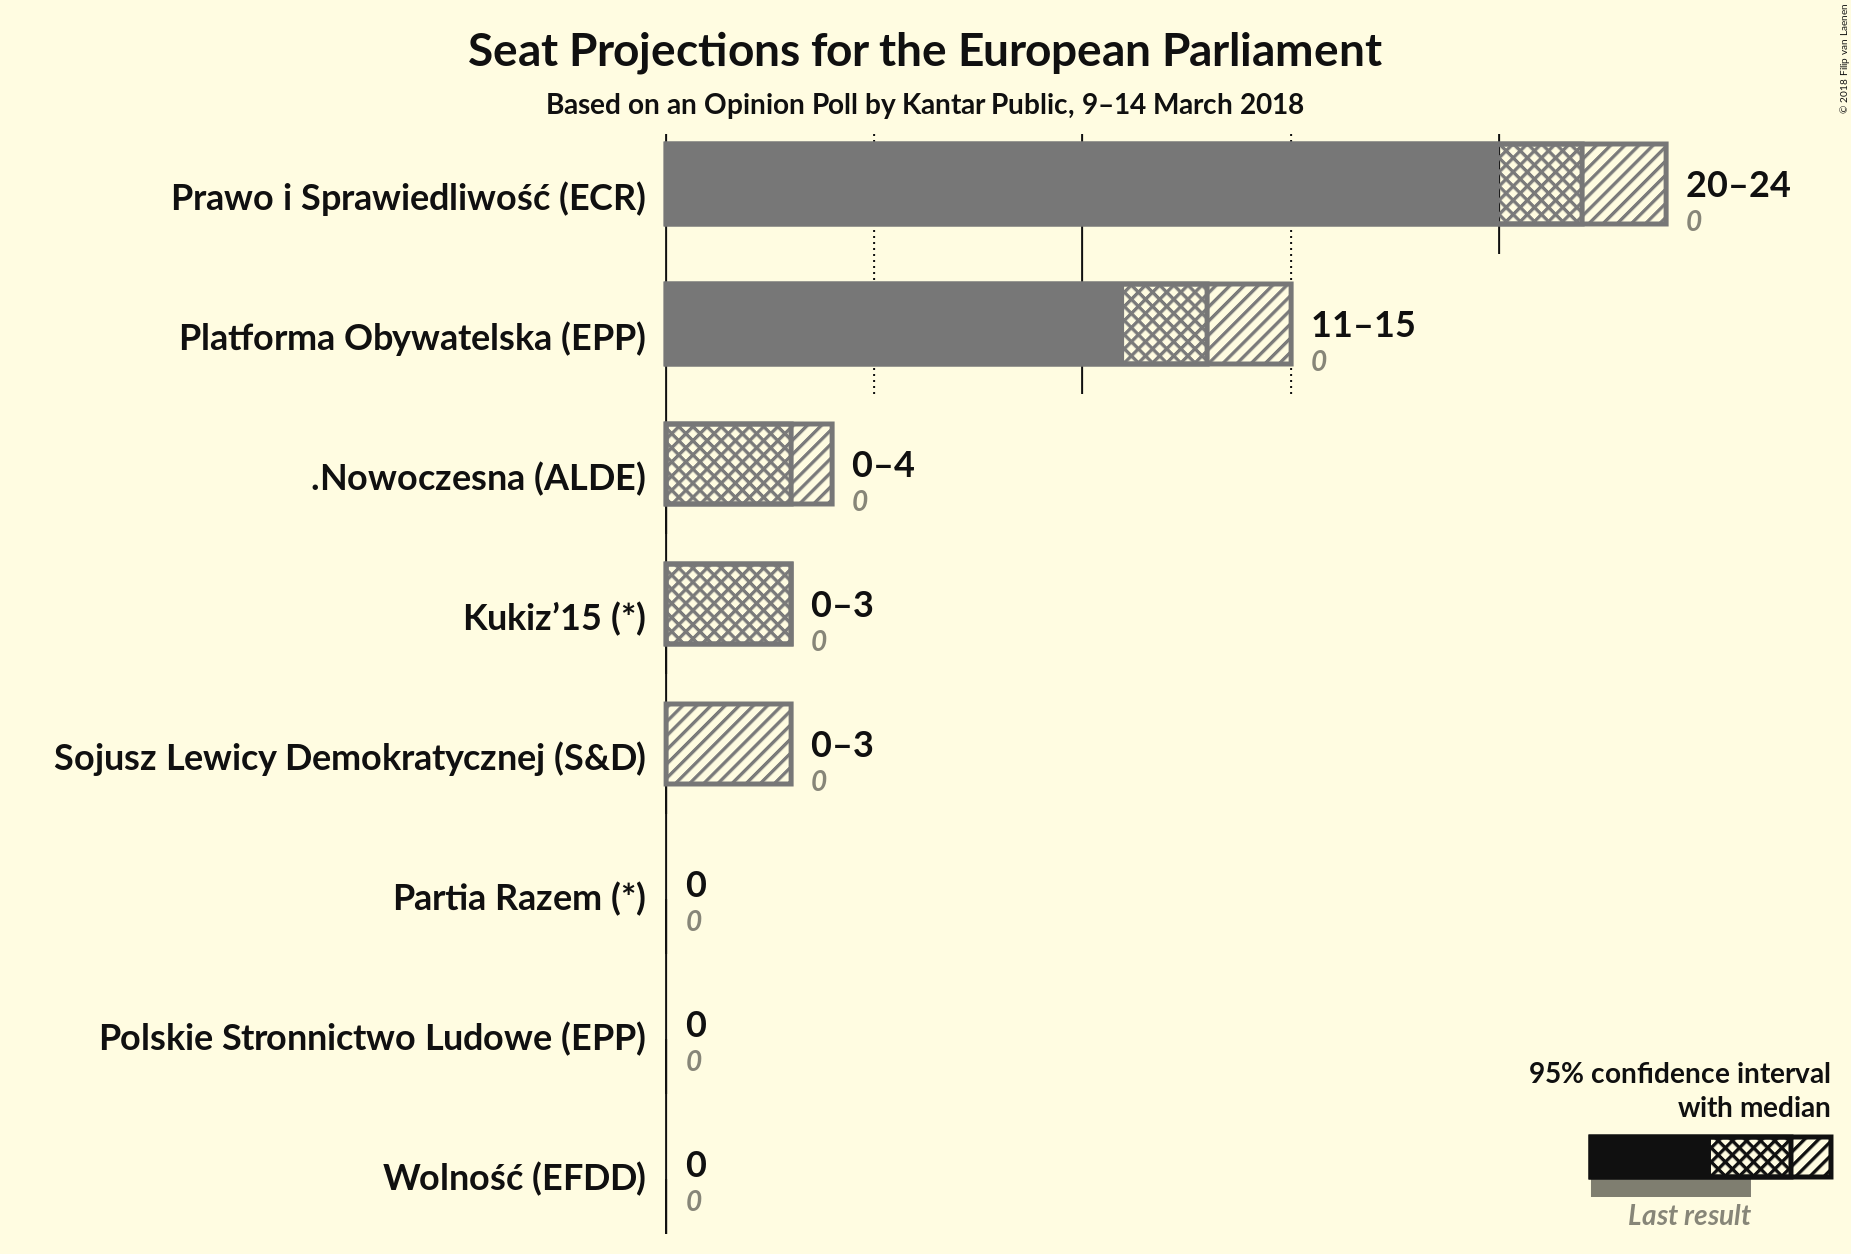 Seat Projections for the European Parliament
Based on an Opinion Poll by Kantar Public, 9–14 March 2018
© 2018 Filip van Laenen
Prawo i Sprawiedliwość (ECR)
20–24
0
Platforma Obywatelska (EPP)
11–15
0
.Nowoczesna (ALDE)
0–4
0
Kukiz’15 (*)
0–3
0
Sojusz Lewicy Demokratycznej (S&D)
0–3
0
Partia Razem (*)
0
0
Polskie Stronnictwo Ludowe (EPP)
0
0
Wolność (EFDD)
0
0
95% confidence interval
with median
Last result